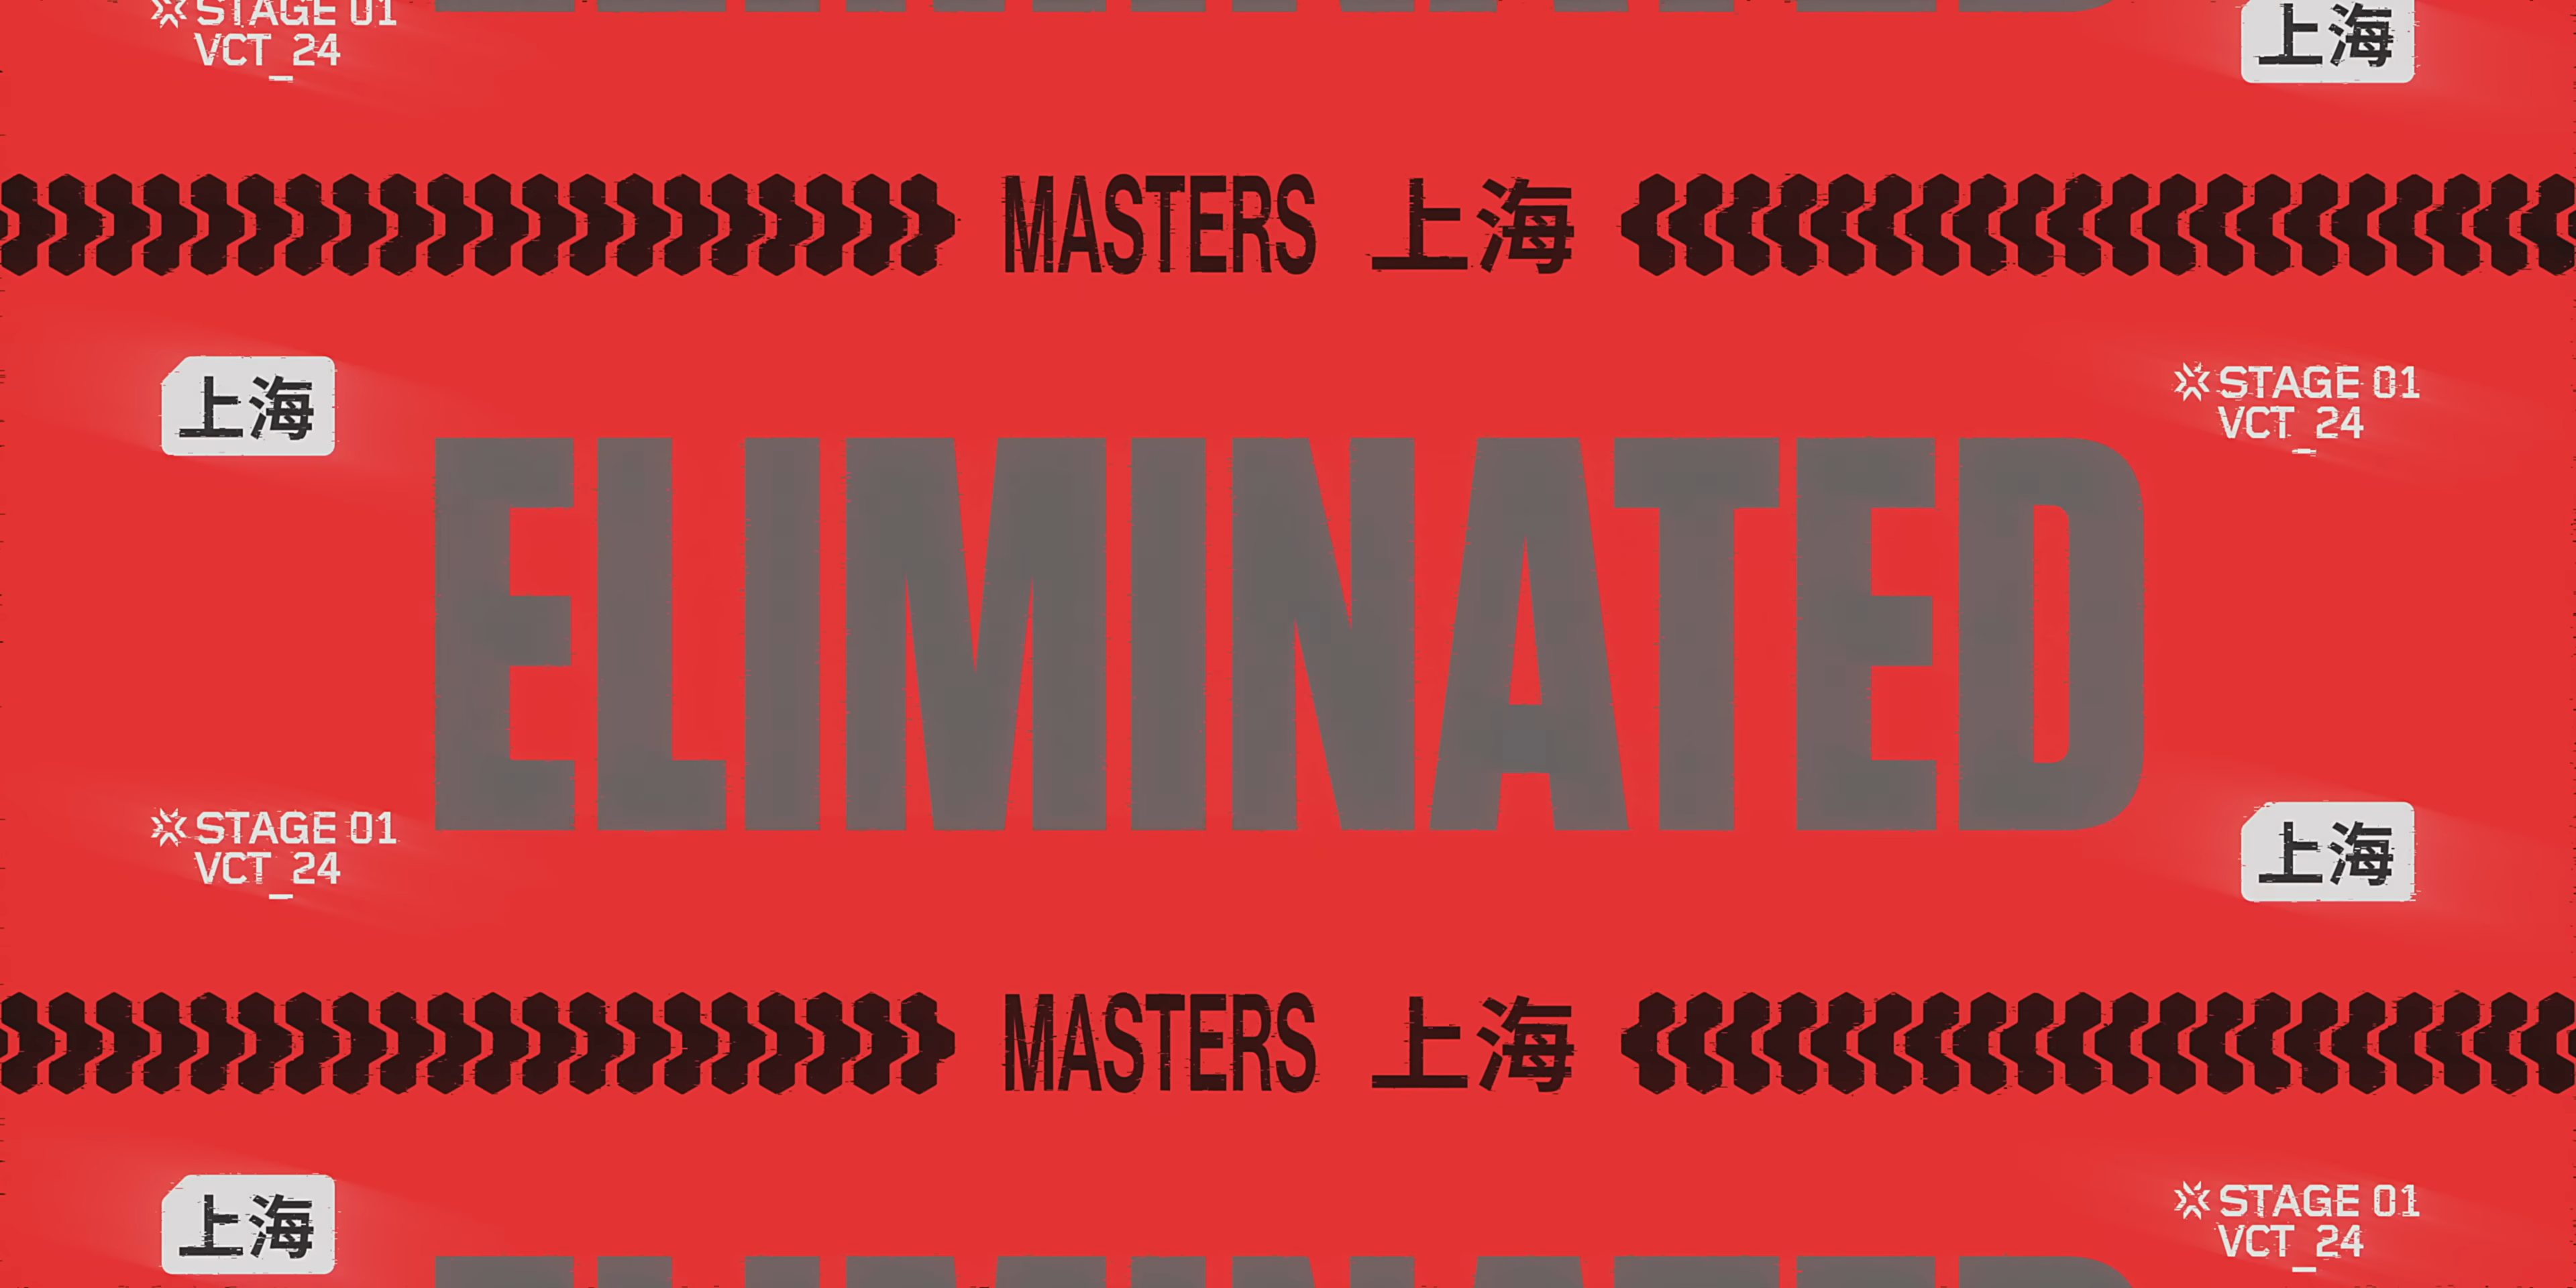 STAGE 01
VCT_24
上海
MASTERS 上海
上海
STAGE 01
VCT_24
ELIMINATED
STAGE 01
VCT_24
上海
MASTERS 上海
上海
STAGE 01
VCT_24